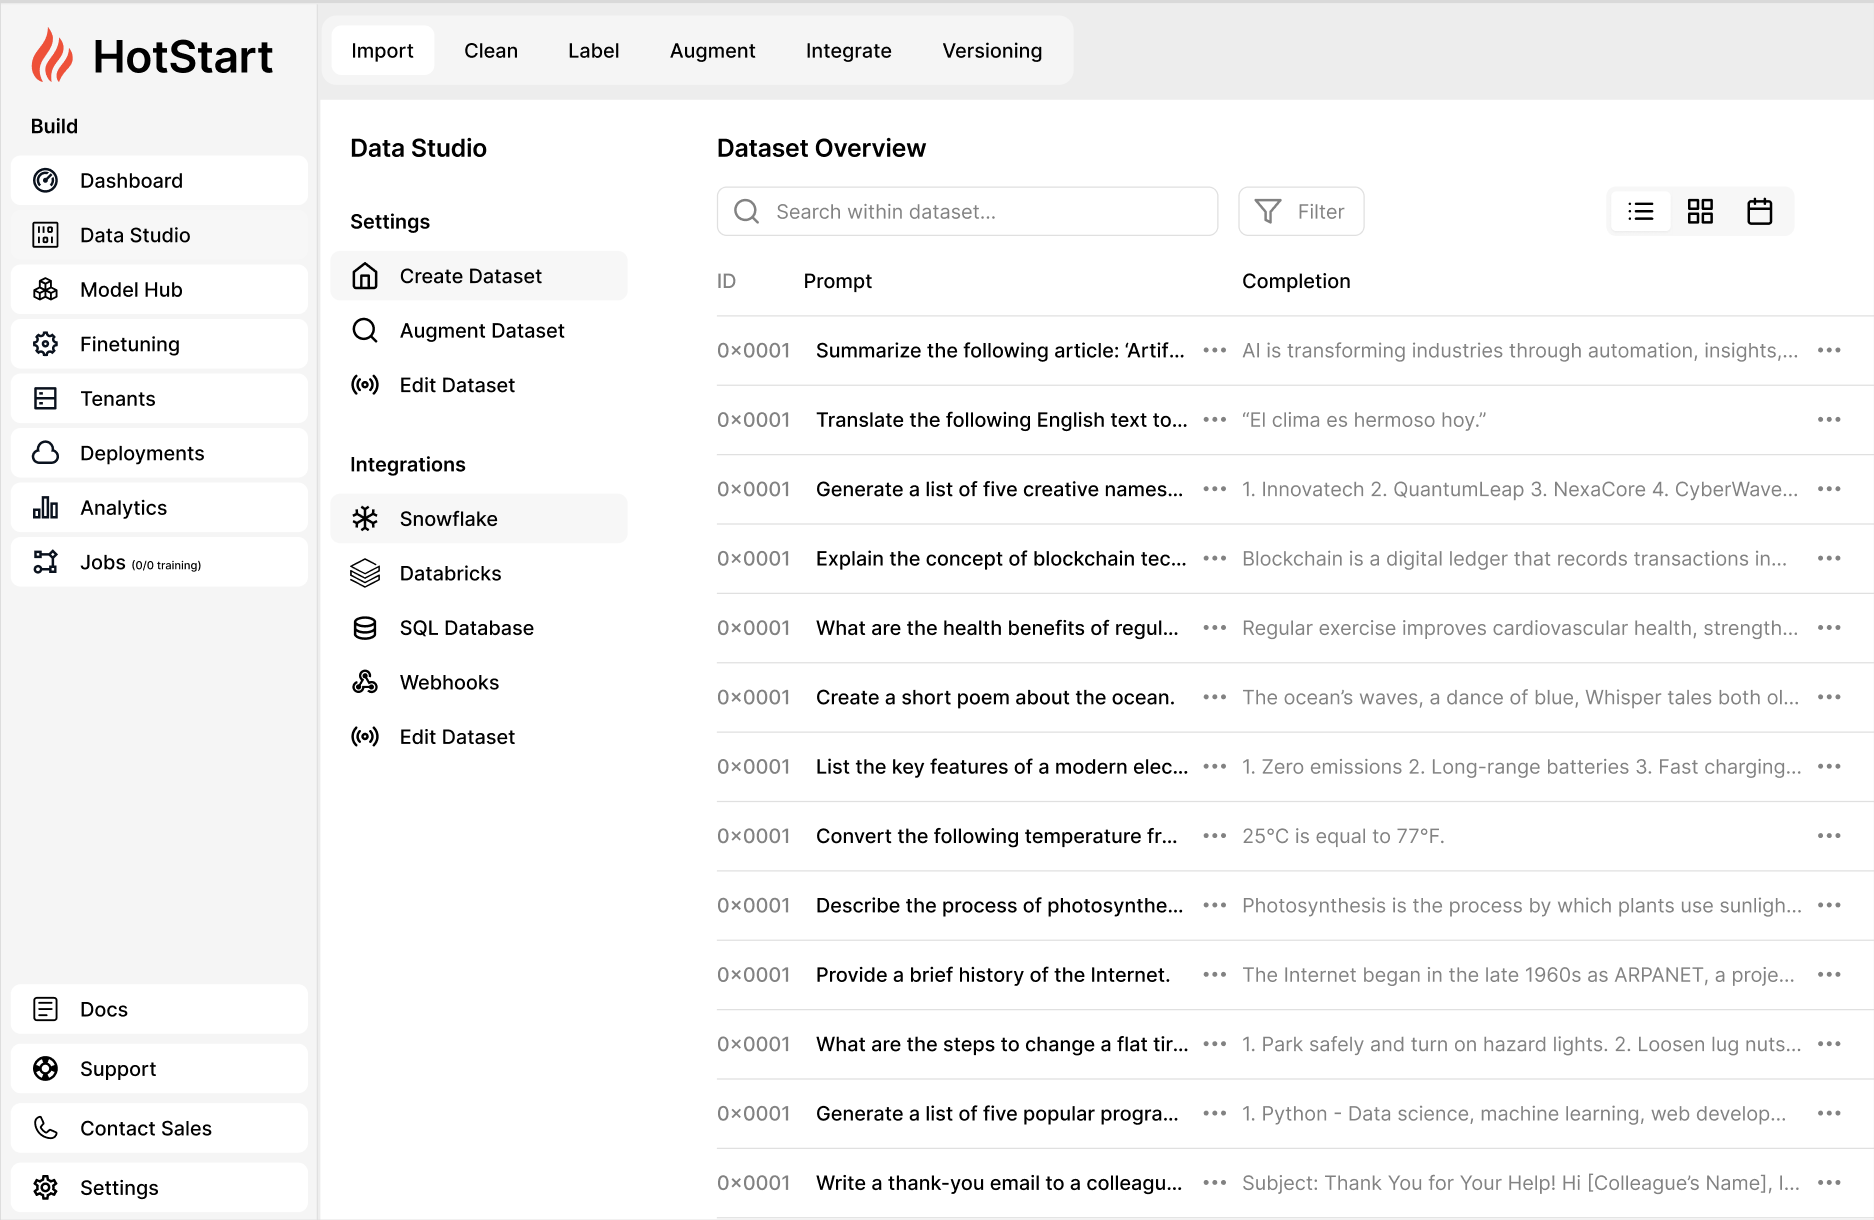 HotStart
Build
Dashboard
Data Studio
Model Hub
Finetuning
Tenants
Deployments
Analytics
Jobs (0/0 training)
Docs
Support
Contact Sales
Settings
Import Clean Label Augment Integrate Versioning
Data Studio
Settings
Create Dataset
Augment Dataset
Edit Dataset
Integrations
Snowflake
Databricks
SQL Database
Webhooks
Edit Dataset
Dataset Overview
Search within dataset... Filter
ID Prompt Completion
0×0001 Summarize the following article: ‘Artif... AI is transforming industries through automation, insights,...
0×0001 Translate the following English text to... “El clima es hermoso hoy.”
0×0001 Generate a list of five creative names... 1. Innovatech 2. QuantumLeap 3. NexaCore 4. CyberWave...
0×0001 Explain the concept of blockchain tec... Blockchain is a digital ledger that records transactions in...
0×0001 What are the health benefits of regul... Regular exercise improves cardiovascular health, strength...
0×0001 Create a short poem about the ocean. The ocean’s waves, a dance of blue, Whisper tales both ol...
0×0001 List the key features of a modern elec... 1. Zero emissions 2. Long-range batteries 3. Fast charging...
0×0001 Convert the following temperature fr... 25°C is equal to 77°F.
0×0001 Describe the process of photosynthe... Photosynthesis is the process by which plants use sunligh...
0×0001 Provide a brief history of the Internet. The Internet began in the late 1960s as ARPANET, a proje...
0×0001 What are the steps to change a flat tir... 1. Park safely and turn on hazard lights. 2. Loosen lug nuts...
0×0001 Generate a list of five popular progra... 1. Python - Data science, machine learning, web develop...
0×0001 Write a thank-you email to a colleagu... Subject: Thank You for Your Help! Hi [Colleague’s Name], I...